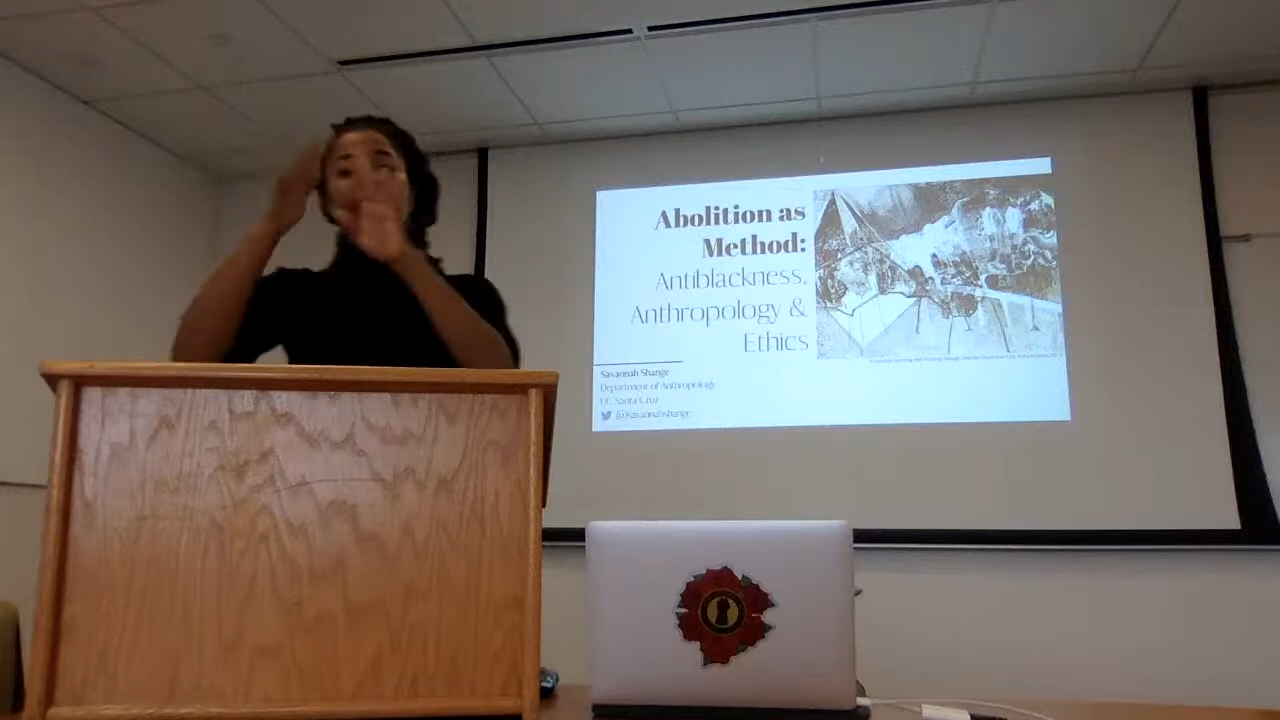 Abolition as
Method:
Antiblackness,
Anthropology &
Ethics
Savannah Shange
Department of Anthropology
UC Santa Cruz
@savannahshange